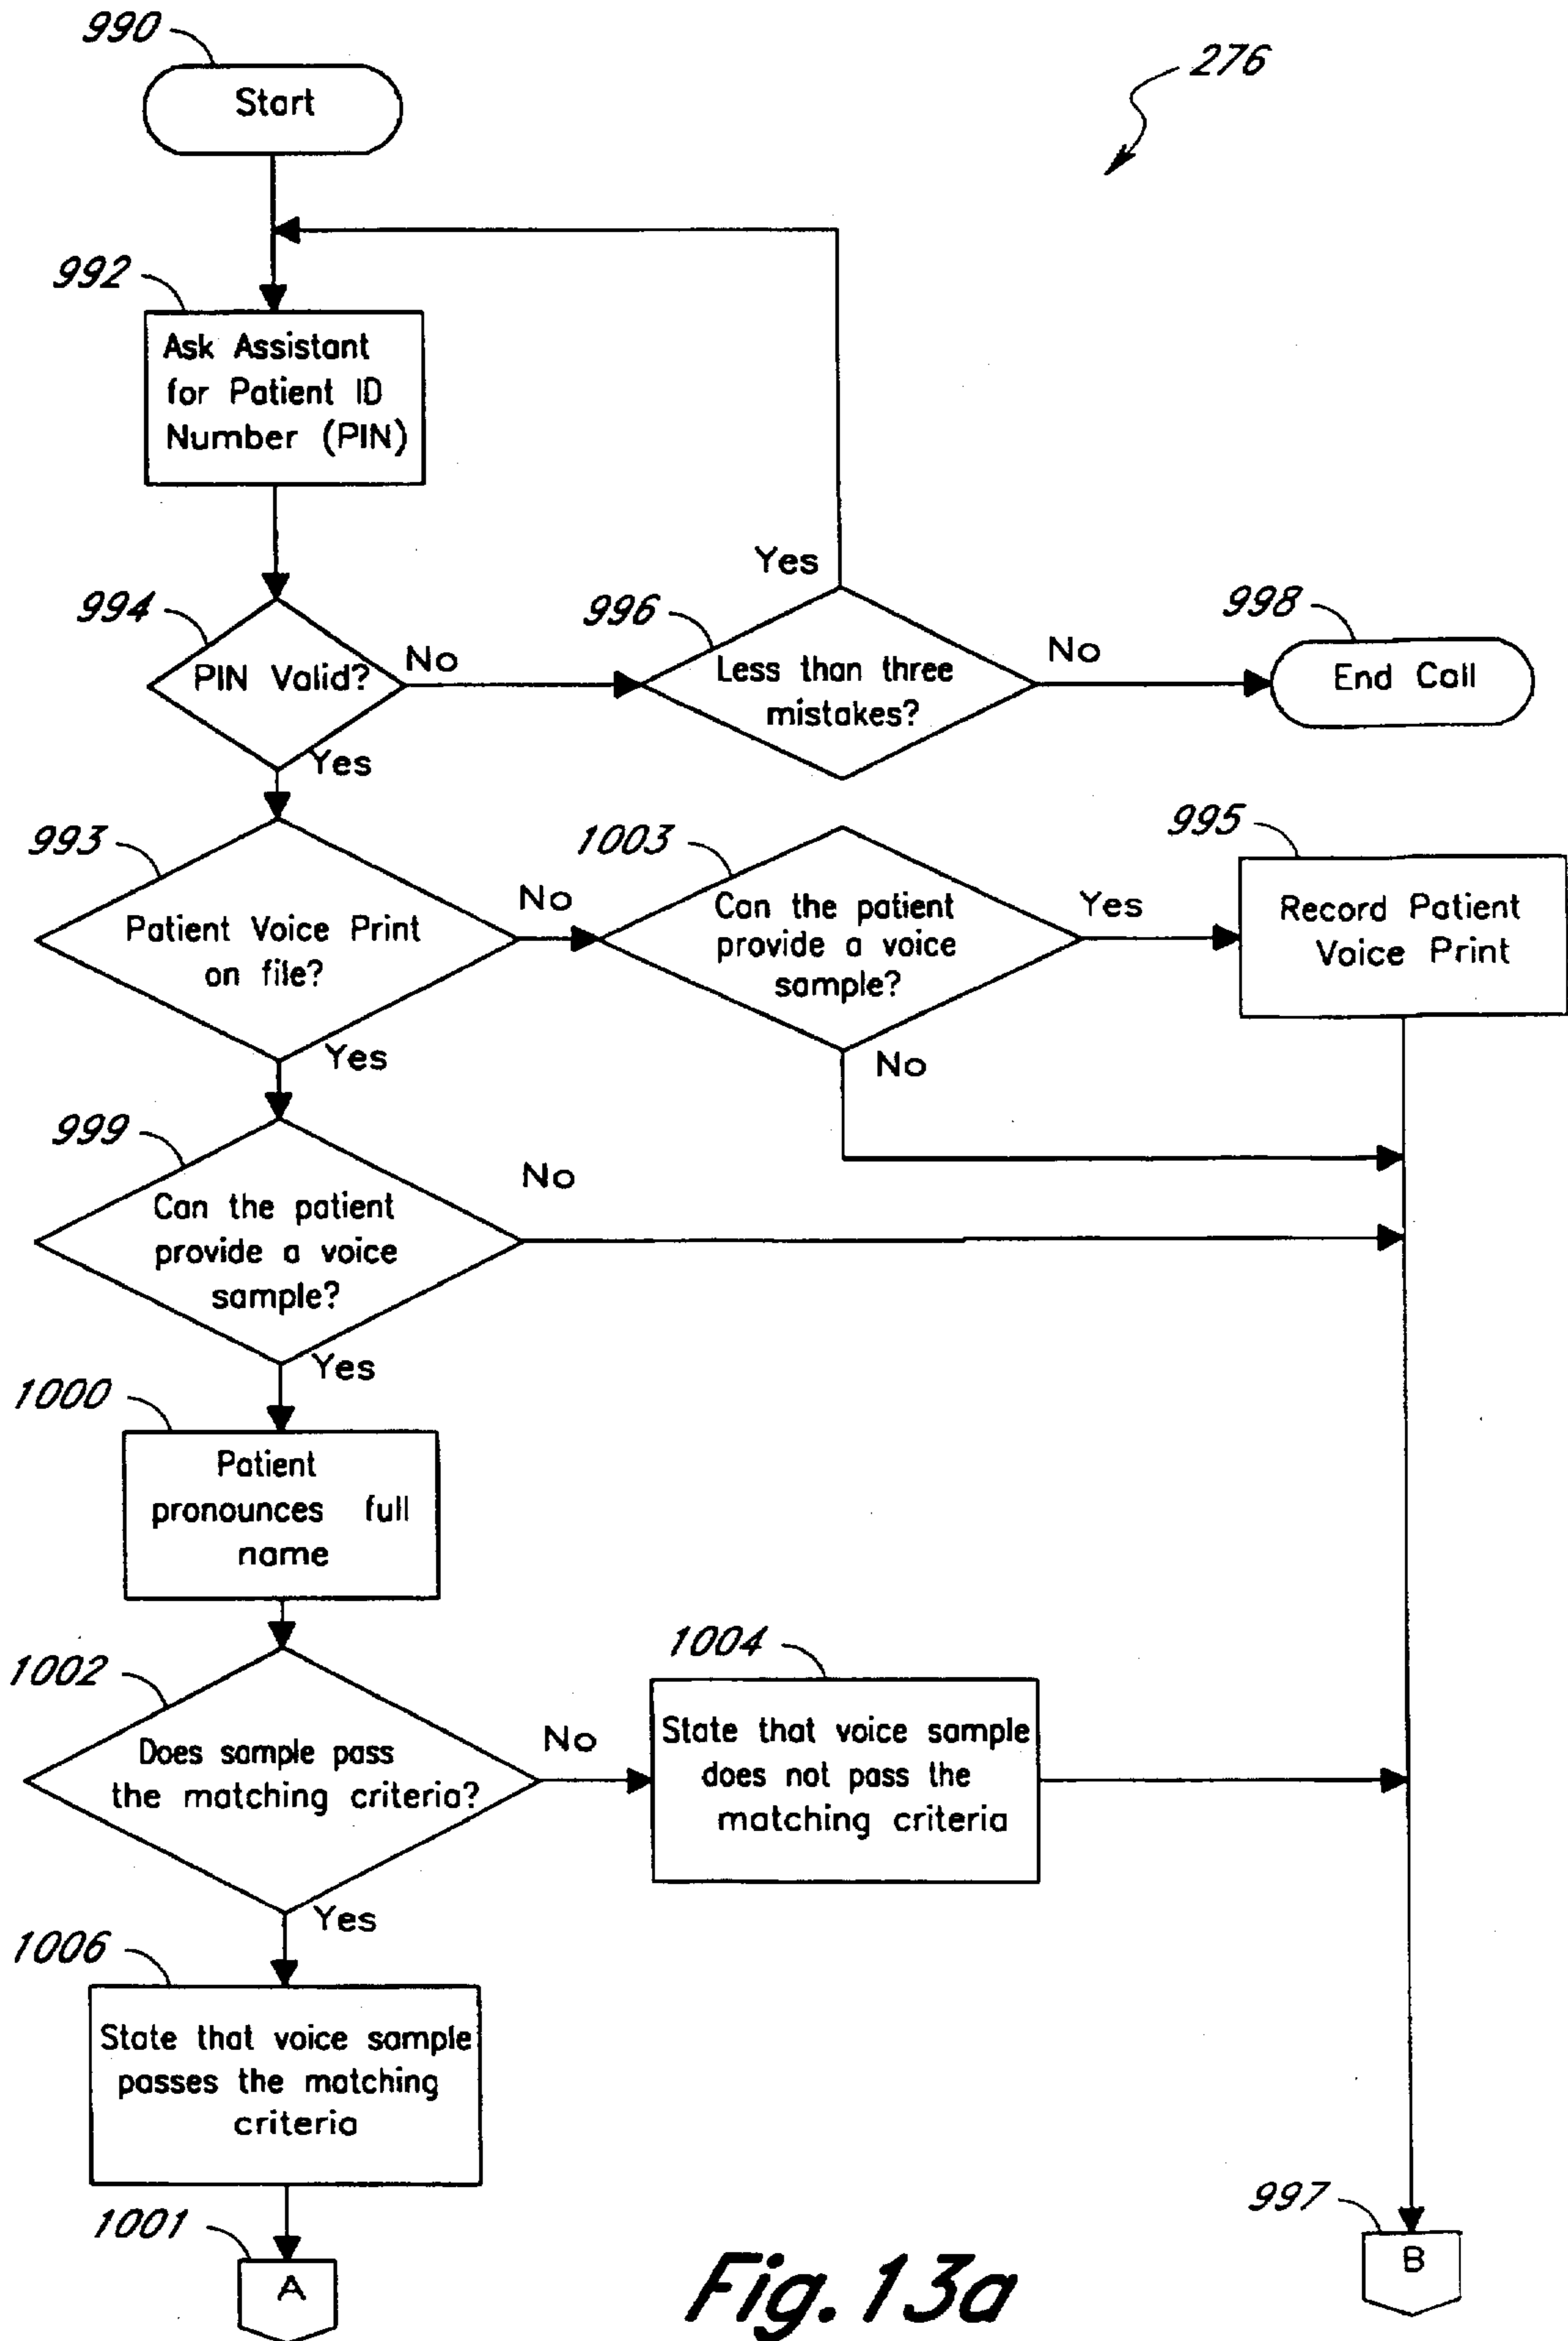 990
276
Start
992
Ask Assistant
for Patient ID
Number (PIN)
994
PIN Valid?
No
Yes
996
Yes
Less than three
mistakes?
No
998
End Call
993
Patient Voice Print
on file?
No
Yes
1003
Can the patient
provide a voice
sample?
Yes
No
995
Record Patient
Voice Print
999
Can the patient
provide a voice
sample?
No
Yes
1000
Patient
pronounces full
name
1002
Does sample pass
the matching criteria?
No
Yes
1004
State that voice sample
does not pass the
matching criteria
1006
State that voice sample
passes the matching
criteria
1001
A
997
B
Fig. 13a